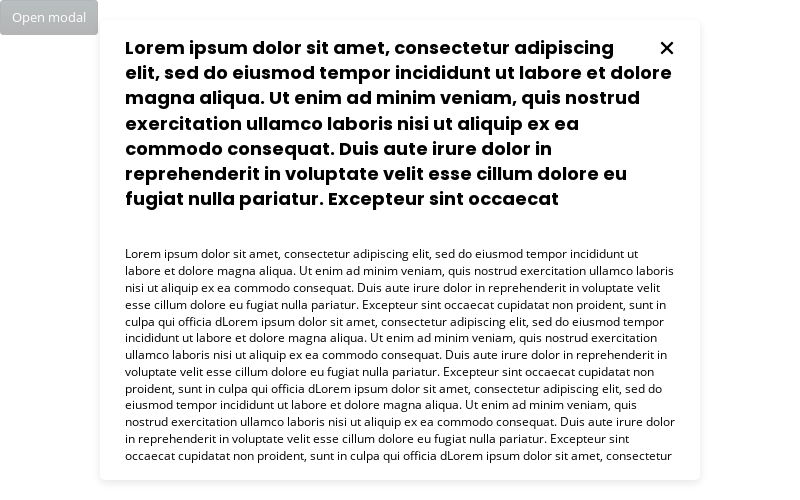 Open modal
Lorem ipsum dolor sit amet, consectetur adipiscing
elit, sed do eiusmod tempor incididunt ut labore et dolore
magna aliqua. Ut enim ad minim veniam, quis nostrud
exercitation ullamco laboris nisi ut aliquip ex ea
commodo consequat. Duis aute irure dolor in
reprehenderit in voluptate velit esse cillum dolore eu
fugiat nulla pariatur. Excepteur sint occaecat
Lorem ipsum dolor sit amet, consectetur adipiscing elit, sed do eiusmod tempor incididunt ut
labore et dolore magna aliqua. Ut enim ad minim veniam, quis nostrud exercitation ullamco laboris
nisi ut aliquip ex ea commodo consequat. Duis aute irure dolor in reprehenderit in voluptate velit
esse cillum dolore eu fugiat nulla pariatur. Excepteur sint occaecat cupidatat non proident, sunt in
culpa qui officia dLorem ipsum dolor sit amet, consectetur adipiscing elit, sed do eiusmod tempor
incididunt ut labore et dolore magna aliqua. Ut enim ad minim veniam, quis nostrud exercitation
ullamco laboris nisi ut aliquip ex ea commodo consequat. Duis aute irure dolor in reprehenderit in
voluptate velit esse cillum dolore eu fugiat nulla pariatur. Excepteur sint occaecat cupidatat non
proident, sunt in culpa qui officia dLorem ipsum dolor sit amet, consectetur adipiscing elit, sed do
eiusmod tempor incididunt ut labore et dolore magna aliqua. Ut enim ad minim veniam, quis
nostrud exercitation ullamco laboris nisi ut aliquip ex ea commodo consequat. Duis aute irure dolor
in reprehenderit in voluptate velit esse cillum dolore eu fugiat nulla pariatur. Excepteur sint
occaecat cupidatat non proident, sunt in culpa qui officia dLorem ipsum dolor sit amet, consectetur